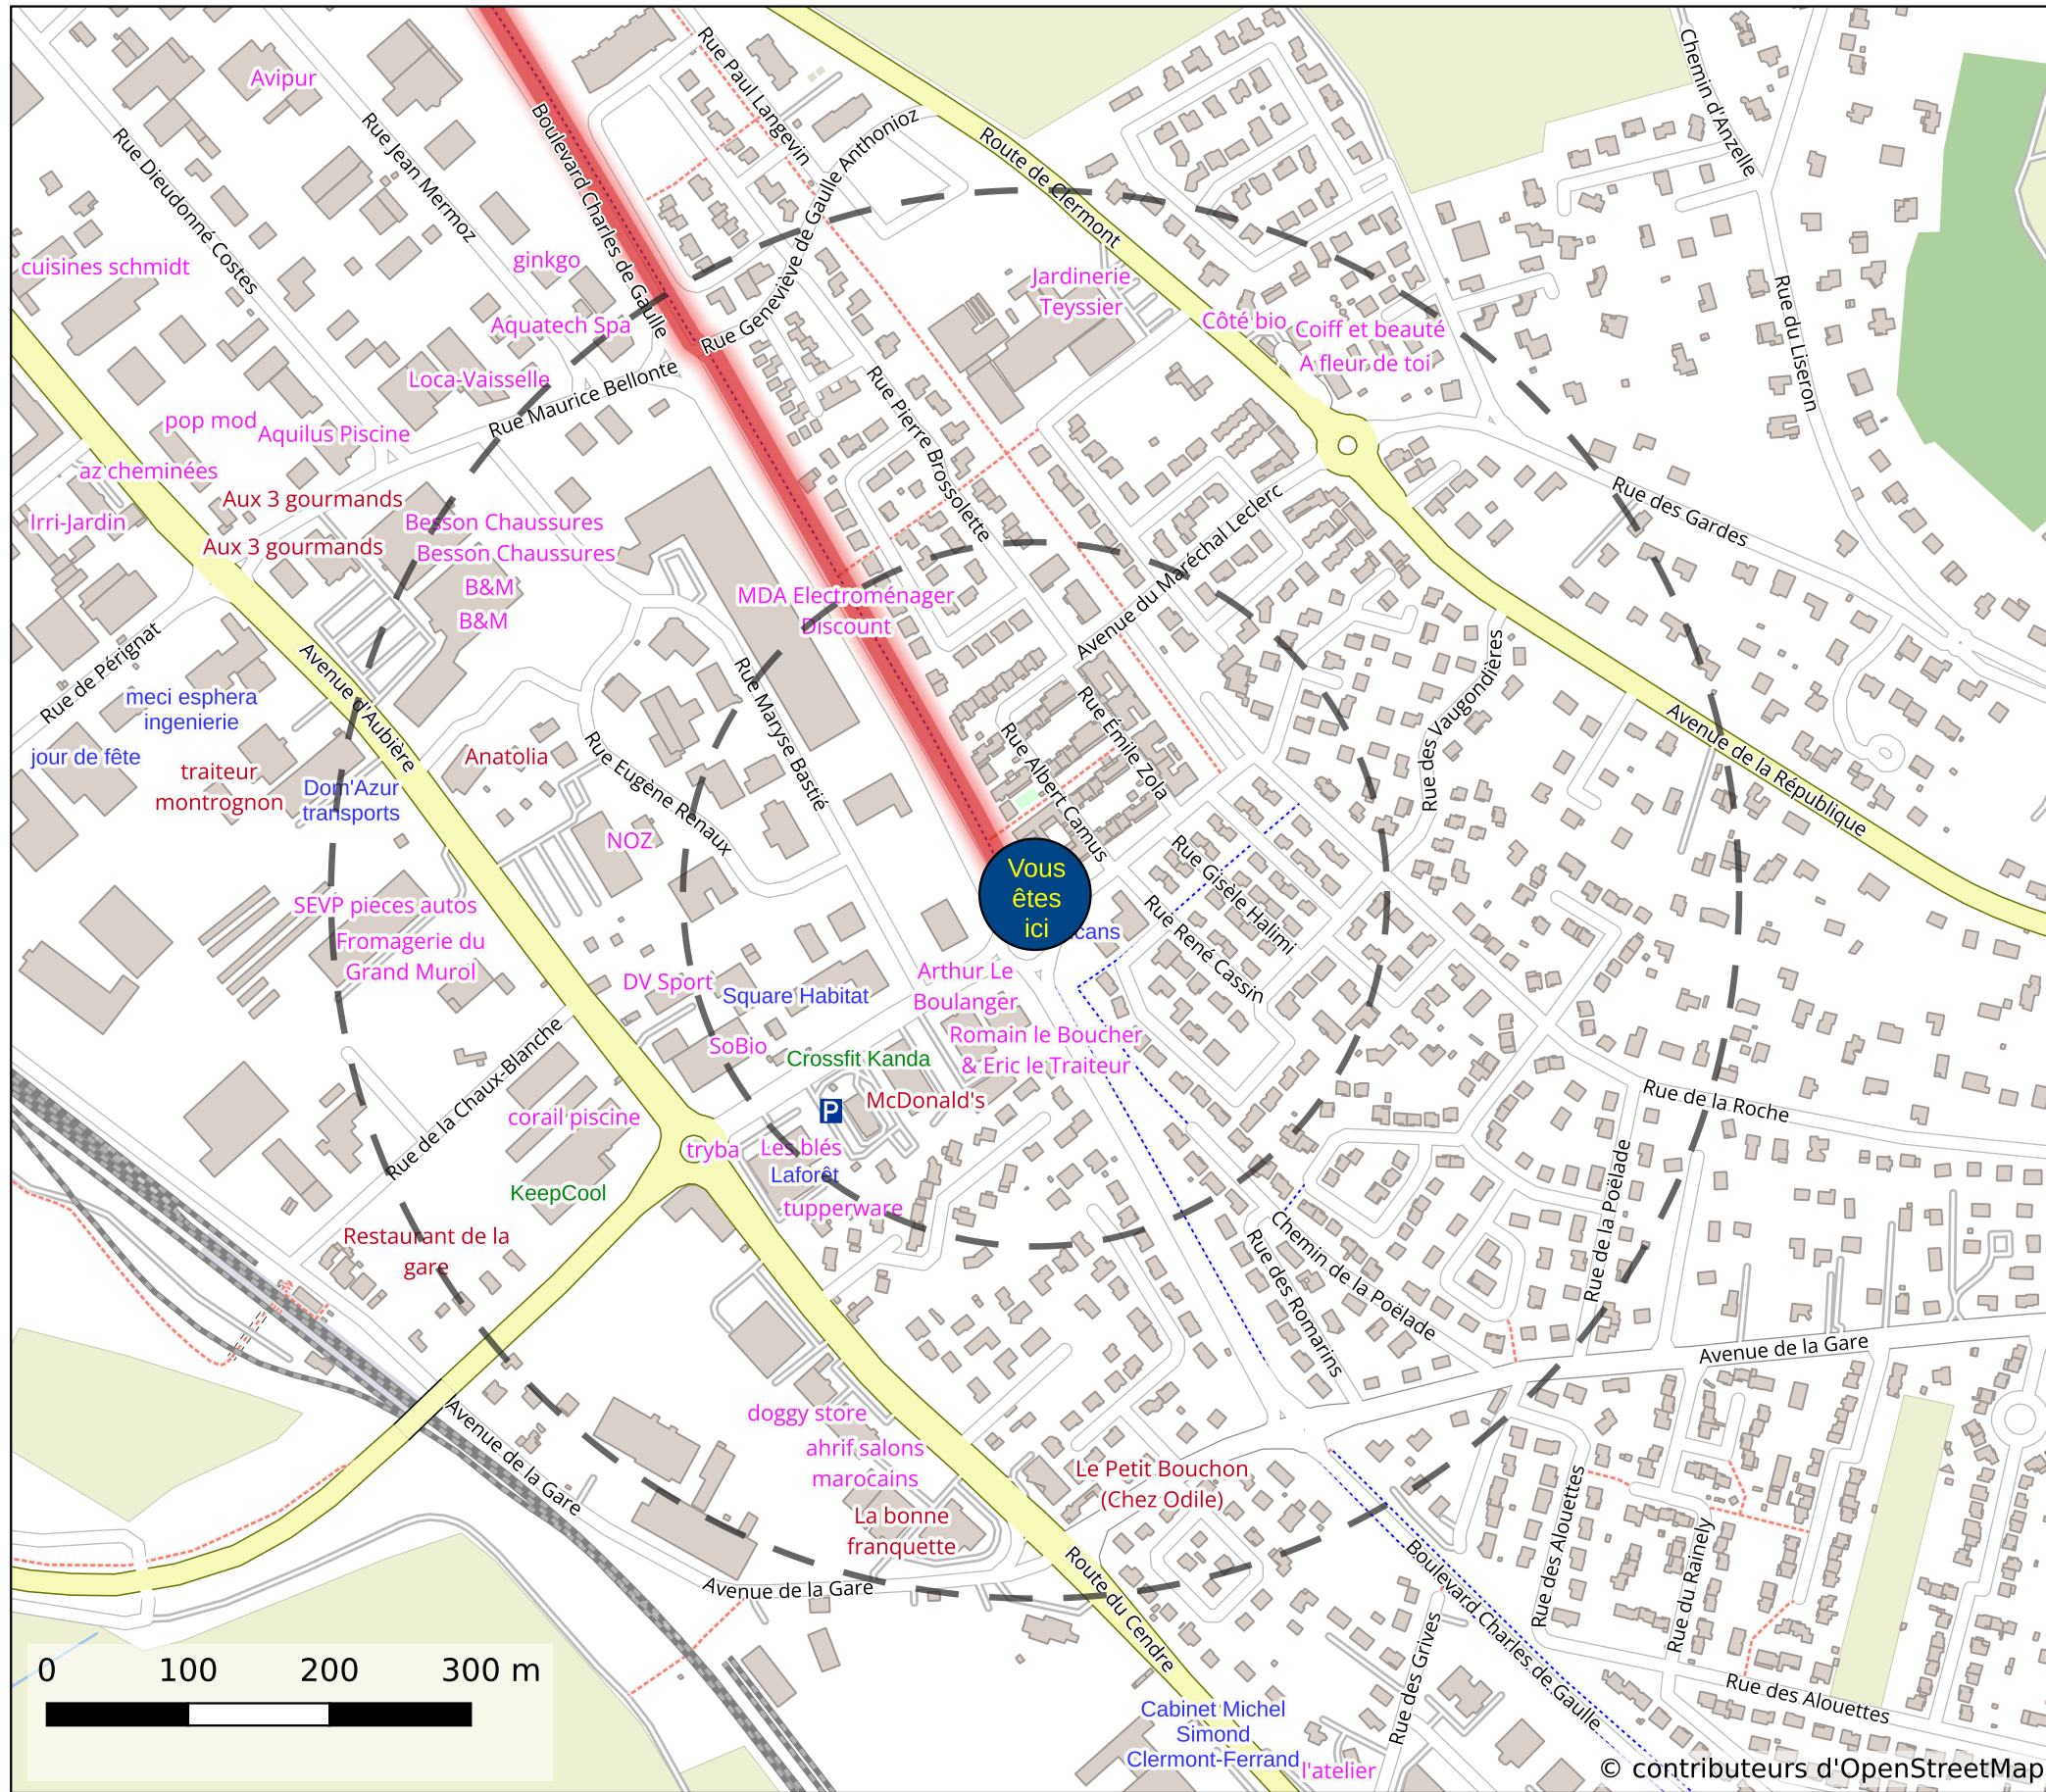 Avipur
Rue Paul Langevin
Chemin d'Anzelle
Rue Dieudonné Costes
Rue Jean Mermoz
Boulevard Charles de Gaulle
Rue Geneviève de Gaulle Anthonioz
Route de Clermont
cuisines schmidt
ginkgo
Jardinerie
Teyssier
Aquatech Spa
Côté bio
Coiff et beauté
A fleur de toi
Rue du Liseron
Loca-Vaisselle
Rue Maurice Bellonte
pop mod
Aquilus Piscine
Rue Pierre Brossolette
az cheminées
Aux 3 gourmands
Irri-Jardin
Besson Chaussures
Aux 3 gourmands
Besson Chaussures
Rue des Gardes
B&M
B&M
MDA Electroménager
Discount
Avenue du Maréchal Leclerc
Rue de Pérignat
Avenue d'Aubière
meci esphera
ingenierie
jour de fête
Rue Maryse Bastié
Rue Émile Zola
Rue des Vaugondières
Avenue de la République
traiteur
montrognon
Dom'Azur
transports
Anatolia
Rue Eugène Renaux
Rue Albert Camus
NOZ
Vous
êtes
ici
cans
Rue Gisèle Halimi
Rue René Cassin
SEVP pieces autos
Fromagerie du
Grand Murol
DV Sport
Square Habitat
Arthur Le
Boulanger
SoBio
Crossfit Kanda
Romain le Boucher
& Eric le Traiteur
Rue de la Chaux-Blanche
corail piscine
P
McDonald's
Rue de la Roche
tryba
Les blés
Laforêt
tupperware
KeepCool
Rue de la Poëlade
Restaurant de la
gare
Chemin de la Poëlade
Rue des Romarins
Avenue de la Gare
Avenue de la Gare
doggy store
ahrif salons
marocains
La bonne
franquette
Le Petit Bouchon
(Chez Odile)
Avenue de la Gare
Route du Cendre
Boulevard Charles de Gaulle
Rue des Alouettes
Rue du Rainely
Rue des Grives
Rue des Alouettes
0 100 200 300 m
Cabinet Michel
Simond
Clermont-Ferrand
l'atelier
© contributeurs d'OpenStreetMap